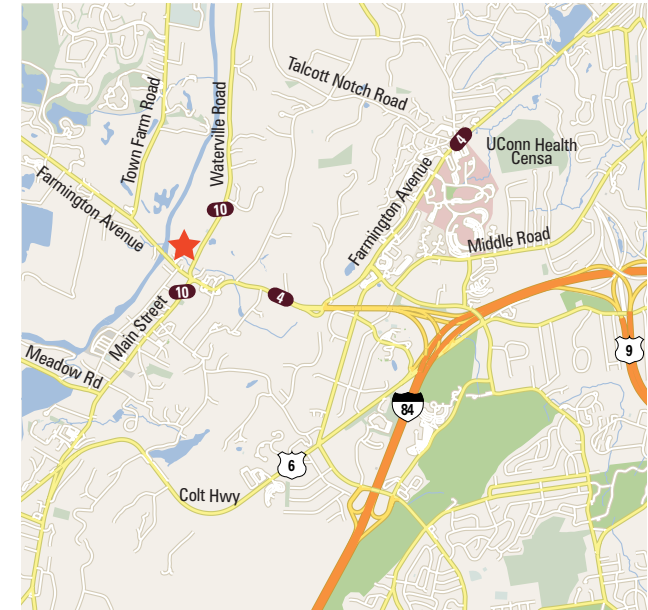 Talcott Notch Road
Town Farm Road
Waterville Road
4
UConn Health
Censa
Farmington Avenue
Farmington Avenue
10
Middle Road
10
4
Main Street
9
Meadow Rd
84
6
Colt Hwy